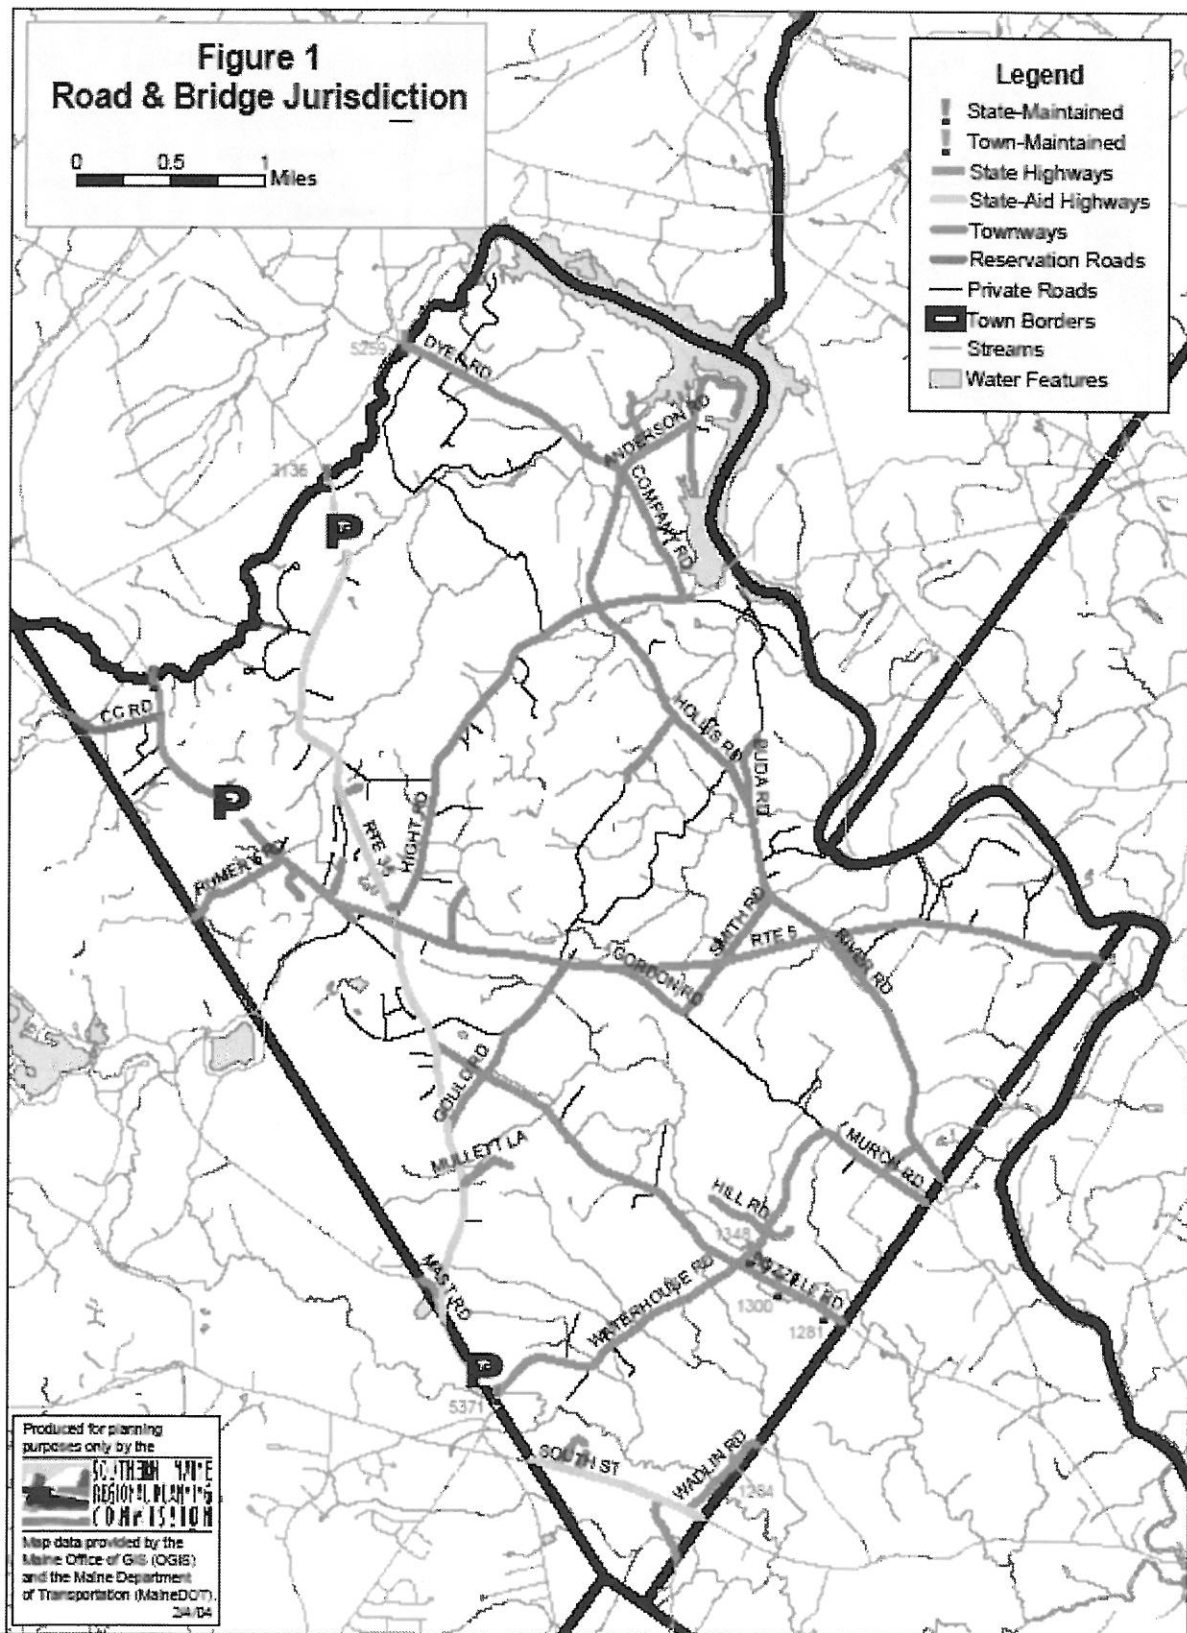 Figure 1
Road & Bridge Jurisdiction
0 0.5 1
Miles
Legend
State-Maintained
Town-Maintained
State Highways
State-Aid Highways
Townways
Reservation Roads
Private Roads
Town Borders
Streams
Water Features
5259
DYER RD
ANDERSON RD
3136
P
COMPANY RD
CG RD
HOLLIS RD
BUDA RD
P
RTE
HIGHT RD
RUMERY RD
SMITH RD
RTE 5
RIVER RD
GORDON RD
GOULD RD
MULLETT LA
MURCH RD
HILL RD
1348
MAST RD
WATERHOUSE RD
RD
1300
1281
P
5371
SOUTH ST
WADLIN RD
1264
Produced for planning
purposes only by the
SOUTHERN MAINE
REGIONAL PLANNING
COMMISSION
Map data provided by the
Maine Office of GIS (OGIS)
and the Maine Department
of Transportation (MaineDOT).
2/4/04